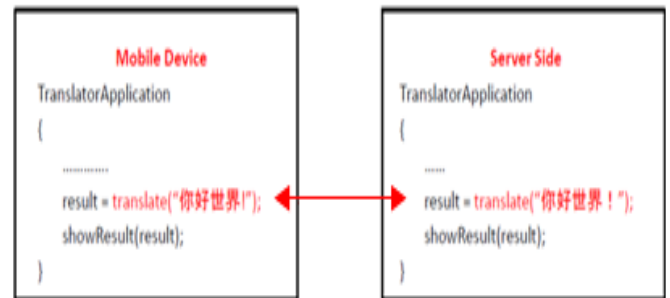 Mobile Device
TranslatorApplication
{
............
result = translate("你好世界!");
showResult(result);
}
Server Side
TranslatorApplication
{
......
result = translate("你好世界！");
showResult(result);
}